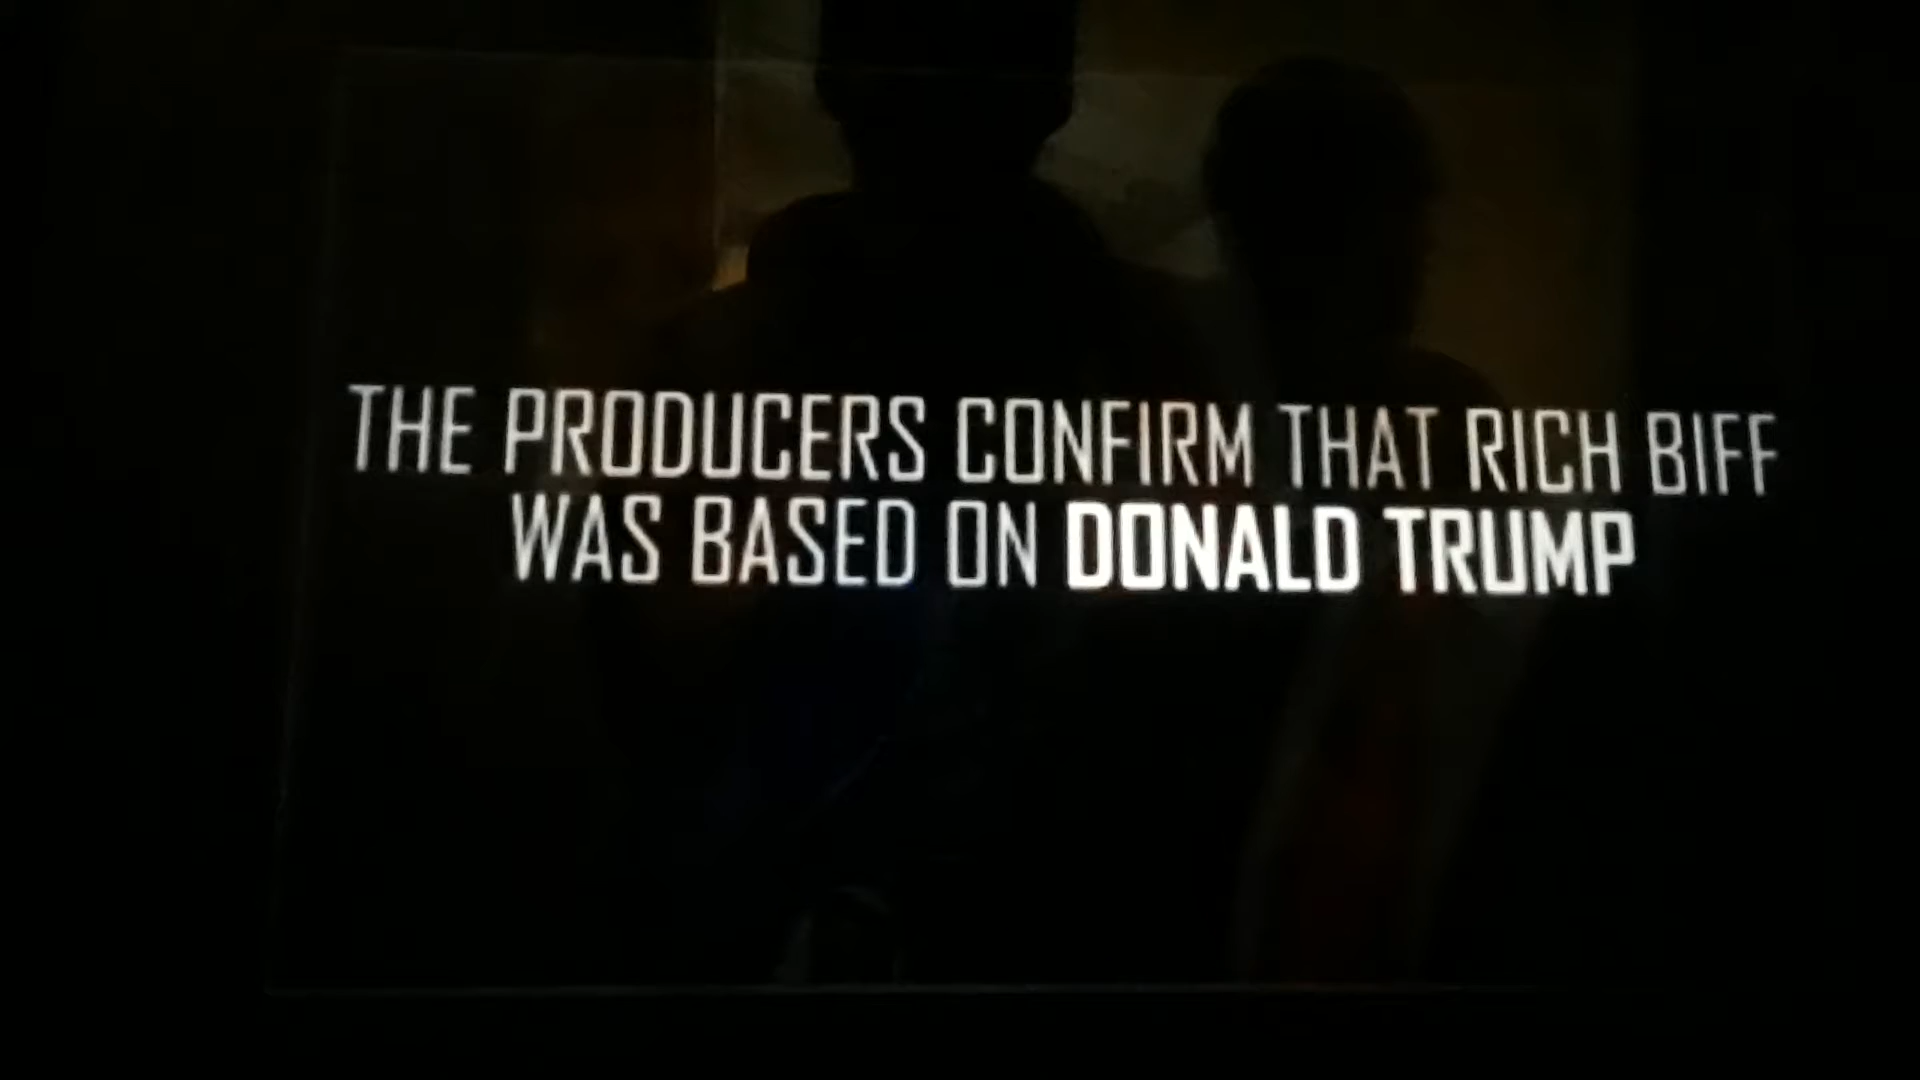 THE PRODUCERS CONFIRM THAT RICH BIFF
WAS BASED ON DONALD TRUMP